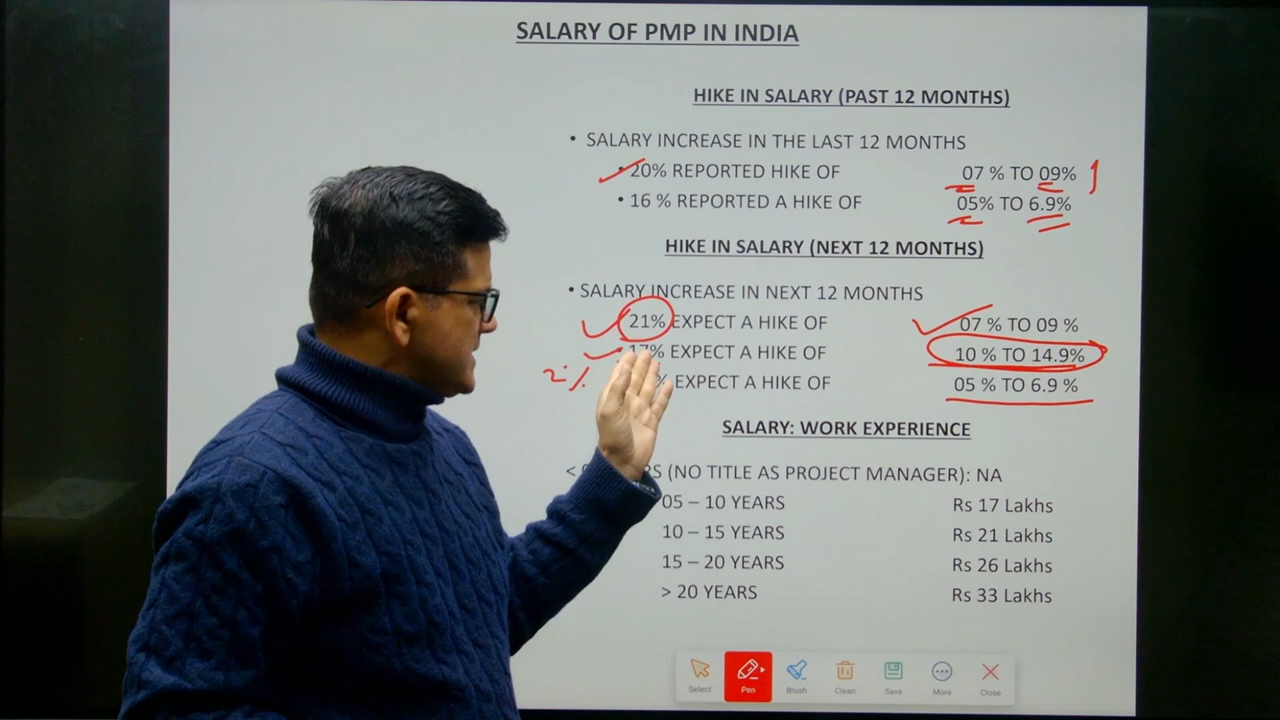 SALARY OF PMP IN INDIA
HIKE IN SALARY (PAST 12 MONTHS)
• SALARY INCREASE IN THE LAST 12 MONTHS
• 20% REPORTED HIKE OF 07 % TO 09%
• 16 % REPORTED A HIKE OF 05% TO 6.9%
HIKE IN SALARY (NEXT 12 MONTHS)
• SALARY INCREASE IN NEXT 12 MONTHS
21% EXPECT A HIKE OF 07 % TO 09 %
17% EXPECT A HIKE OF 10 % TO 14.9%
% EXPECT A HIKE OF 05 % TO 6.9 %
SALARY: WORK EXPERIENCE
< (NO TITLE AS PROJECT MANAGER): NA
05 – 10 YEARS Rs 17 Lakhs
10 – 15 YEARS Rs 21 Lakhs
15 – 20 YEARS Rs 26 Lakhs
> 20 YEARS Rs 33 Lakhs
Select Pen Brush Clean Save More Close